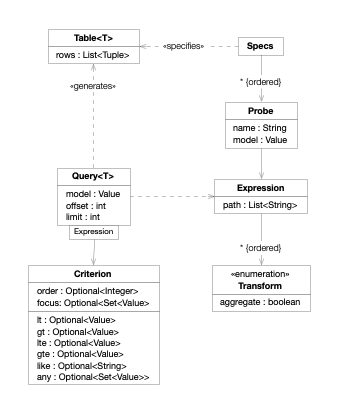 Table<T>
rows : List<Tuple>
«specifies»
Specs
«generates»
* {ordered}
Probe
name : String
model : Value
Query<T>
model : Value
offset : int
limit : int
Expression
Expression
path : List<String>
* {ordered}
Criterion
order : Optional<Integer>
focus: Optional<Set<Value>
lt : Optional<Value>
gt : Optional<Value>
lte : Optional<Value>
gte : Optional<Value>
like : Optional<String>
any : Optional<Set<Value>>
«enumeration»
Transform
aggregate : boolean